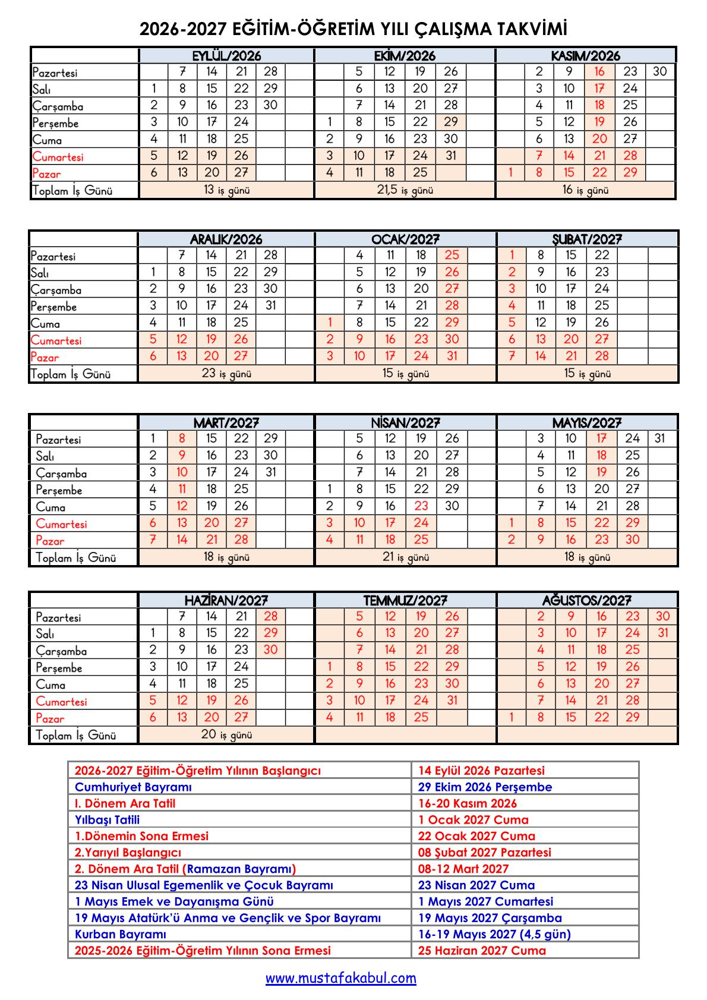 2026-2027 EĞİTİM-ÖĞRETİM YILI ÇALIŞMA TAKVİMİ
EYLÜL/2026 EKİM/2026 KASIM/2026
Pazartesi 7 14 21 28 5 12 19 26 2 9 16 23 30
Salı 1 8 15 22 29 6 13 20 27 3 10 17 24
Çarşamba 2 9 16 23 30 7 14 21 28 4 11 18 25
Perşembe 3 10 17 24 1 8 15 22 29 5 12 19 26
Cuma 4 11 18 25 2 9 16 23 30 6 13 20 27
Cumartesi 5 12 19 26 3 10 17 24 31 7 14 21 28
Pazar 6 13 20 27 4 11 18 25 1 8 15 22 29
Toplam İş Günü 13 iş günü 21,5 iş günü 16 iş günü
ARALIK/2026 OCAK/2027 ŞUBAT/2027
Pazartesi 7 14 21 28 4 11 18 25 1 8 15 22
Salı 1 8 15 22 29 5 12 19 26 2 9 16 23
Çarşamba 2 9 16 23 30 6 13 20 27 3 10 17 24
Perşembe 3 10 17 24 31 7 14 21 28 4 11 18 25
Cuma 4 11 18 25 1 8 15 22 29 5 12 19 26
Cumartesi 5 12 19 26 2 9 16 23 30 6 13 20 27
Pazar 6 13 20 27 3 10 17 24 31 7 14 21 28
Toplam İş Günü 23 iş günü 15 iş günü 15 iş günü
MART/2027 NİSAN/2027 MAYIS/2027
Pazartesi 1 8 15 22 29 5 12 19 26 3 10 17 24 31
Salı 2 9 16 23 30 6 13 20 27 4 11 18 25
Çarşamba 3 10 17 24 31 7 14 21 28 5 12 19 26
Perşembe 4 11 18 25 1 8 15 22 29 6 13 20 27
Cuma 5 12 19 26 2 9 16 23 30 7 14 21 28
Cumartesi 6 13 20 27 3 10 17 24 1 8 15 22 29
Pazar 7 14 21 28 4 11 18 25 2 9 16 23 30
Toplam İş Günü 18 iş günü 21 iş günü 18 iş günü
HAZİRAN/2027 TEMMUZ/2027 AĞUSTOS/2027
Pazartesi 7 14 21 28 5 12 19 26 2 9 16 23 30
Salı 1 8 15 22 29 6 13 20 27 3 10 17 24 31
Çarşamba 2 9 16 23 30 7 14 21 28 4 11 18 25
Perşembe 3 10 17 24 1 8 15 22 29 5 12 19 26
Cuma 4 11 18 25 2 9 16 23 30 6 13 20 27
Cumartesi 5 12 19 26 3 10 17 24 31 7 14 21 28
Pazar 6 13 20 27 4 11 18 25 1 8 15 22 29
Toplam İş Günü 20 iş günü
2026-2027 Eğitim-Öğretim Yılının Başlangıcı 14 Eylül 2026 Pazartesi
Cumhuriyet Bayramı 29 Ekim 2026 Perşembe
I. Dönem Ara Tatil 16-20 Kasım 2026
Yılbaşı Tatili 1 Ocak 2027 Cuma
1.Dönemin Sona Ermesi 22 Ocak 2027 Cuma
2.Yarıyıl Başlangıcı 08 Şubat 2027 Pazartesi
2. Dönem Ara Tatil (Ramazan Bayramı) 08-12 Mart 2027
23 Nisan Ulusal Egemenlik ve Çocuk Bayramı 23 Nisan 2027 Cuma
1 Mayıs Emek ve Dayanışma Günü 1 Mayıs 2027 Cumartesi
19 Mayıs Atatürk'ü Anma ve Gençlik ve Spor Bayramı 19 Mayıs 2027 Çarşamba
Kurban Bayramı 16-19 Mayıs 2027 (4,5 gün)
2025-2026 Eğitim-Öğretim Yılının Sona Ermesi 25 Haziran 2027 Cuma
www.mustafakabul.com